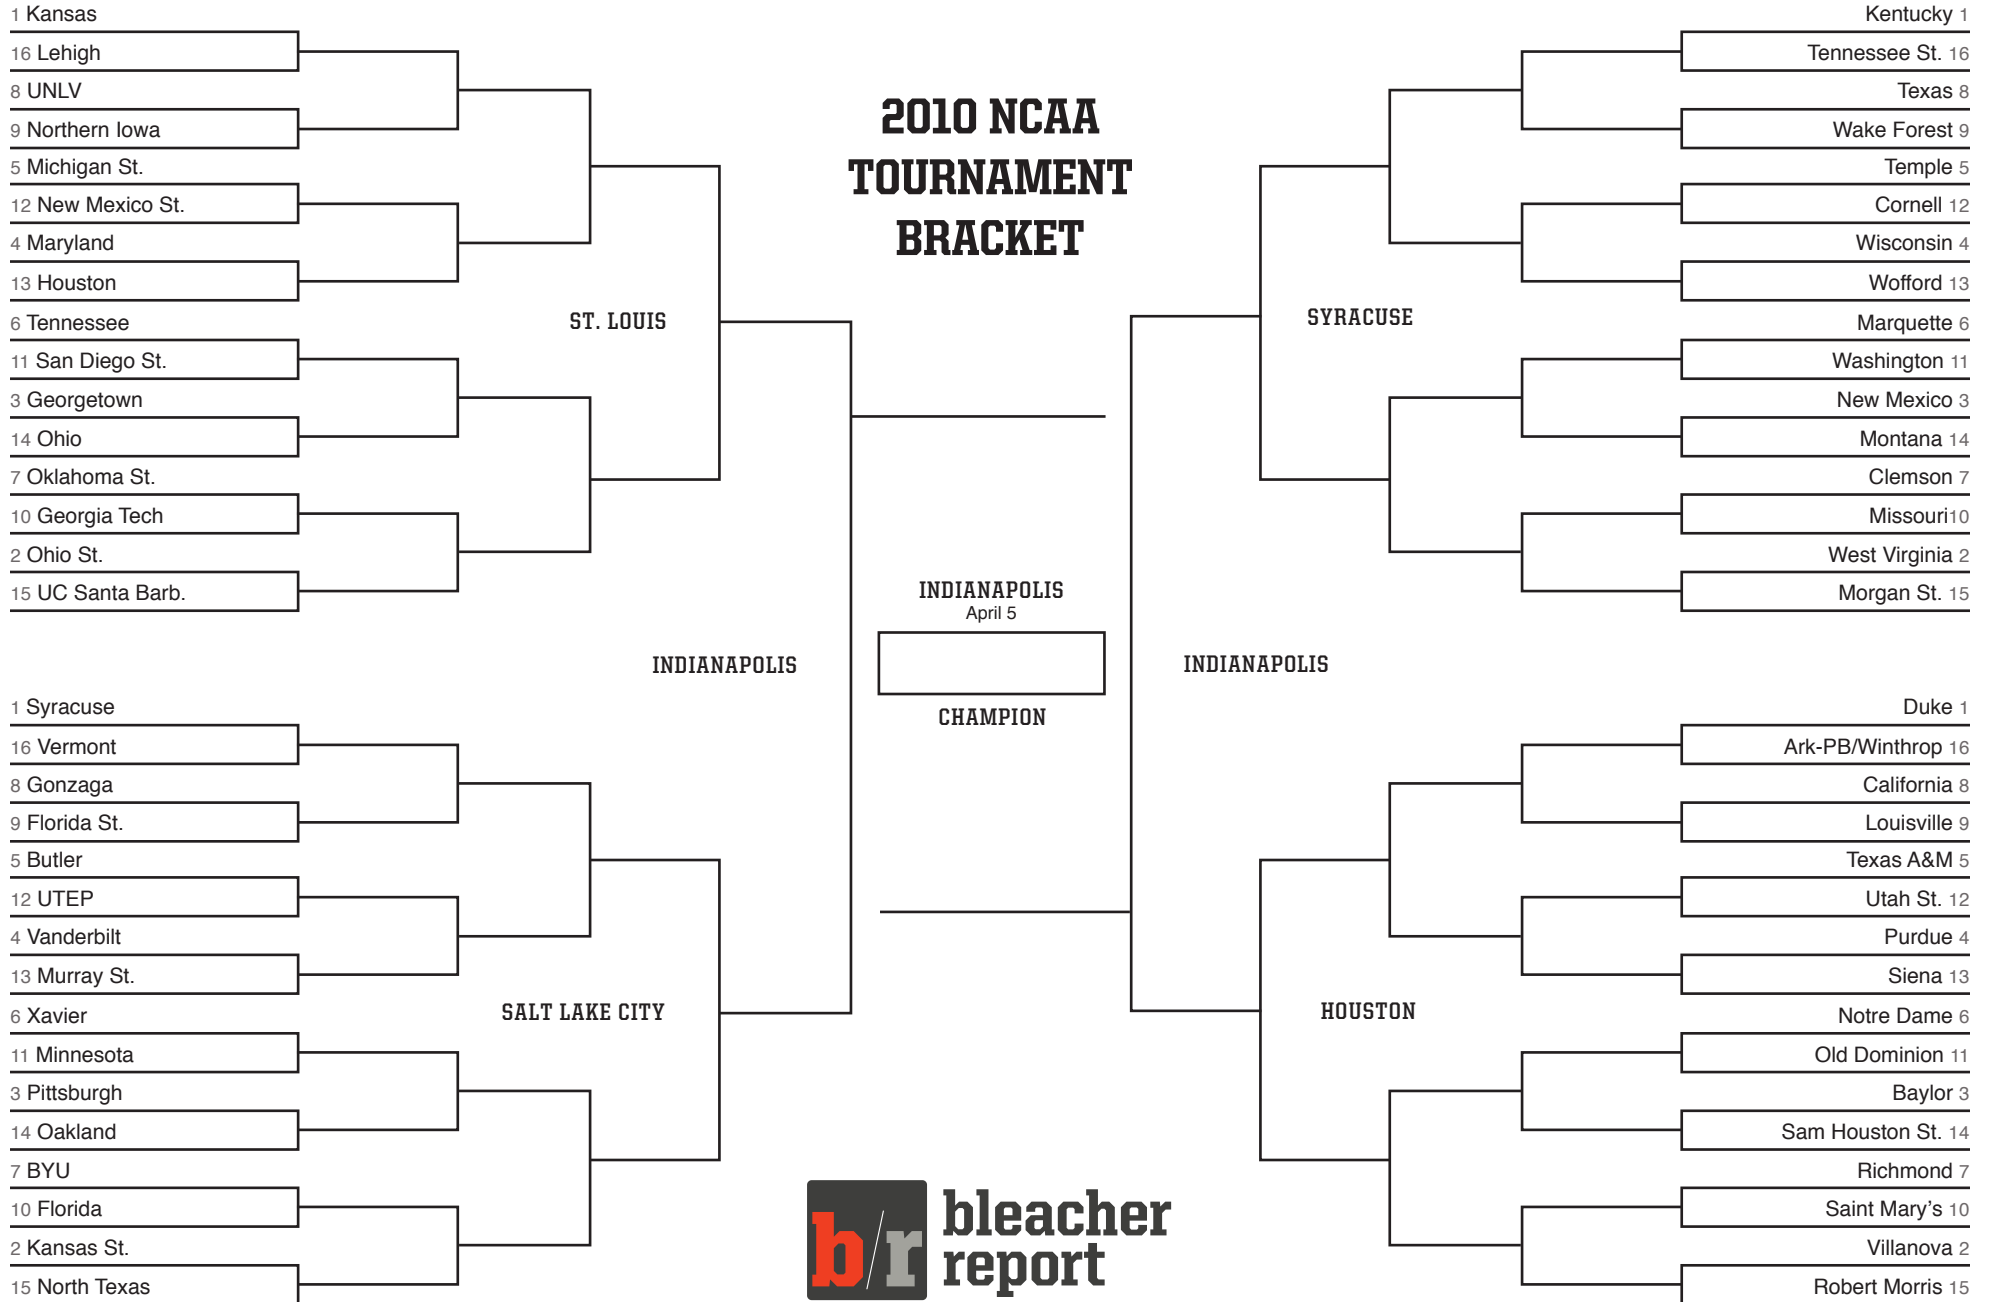 1 Kansas
16 Lehigh
8 UNLV
9 Northern Iowa
5 Michigan St.
12 New Mexico St.
4 Maryland
13 Houston
6 Tennessee
11 San Diego St.
3 Georgetown
14 Ohio
7 Oklahoma St.
10 Georgia Tech
2 Ohio St.
15 UC Santa Barb.
ST. LOUIS
1 Syracuse
16 Vermont
8 Gonzaga
9 Florida St.
5 Butler
12 UTEP
4 Vanderbilt
13 Murray St.
6 Xavier
11 Minnesota
3 Pittsburgh
14 Oakland
7 BYU
10 Florida
2 Kansas St.
15 North Texas
SALT LAKE CITY
INDIANAPOLIS
2010 NCAA
TOURNAMENT
BRACKET
INDIANAPOLIS
April 5
CHAMPION
b/r
bleacher
report
INDIANAPOLIS
SYRACUSE
Kentucky 1
Tennessee St. 16
Texas 8
Wake Forest 9
Temple 5
Cornell 12
Wisconsin 4
Wofford 13
Marquette 6
Washington 11
New Mexico 3
Montana 14
Clemson 7
Missouri10
West Virginia 2
Morgan St. 15
HOUSTON
Duke 1
Ark-PB/Winthrop 16
California 8
Louisville 9
Texas A&M 5
Utah St. 12
Purdue 4
Siena 13
Notre Dame 6
Old Dominion 11
Baylor 3
Sam Houston St. 14
Richmond 7
Saint Mary's 10
Villanova 2
Robert Morris 15